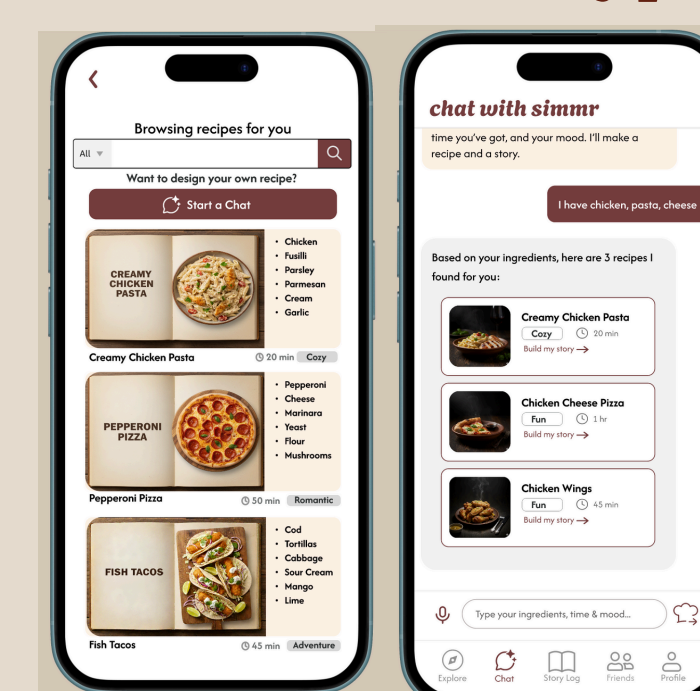 Browsing recipes for you
All
Want to design your own recipe?
Start a Chat
CREAMY
CHICKEN
PASTA
• Chicken
• Fusilli
• Parsley
• Parmesan
• Cream
• Garlic
Creamy Chicken Pasta
20 min
Cozy
PEPPERONI
PIZZA
• Pepperoni
• Cheese
• Marinara
• Yeast
• Flour
• Mushrooms
Pepperoni Pizza
50 min
Romantic
FISH TACOS
• Cod
• Tortillas
• Cabbage
• Sour Cream
• Mango
• Lime
Fish Tacos
45 min
Adventure
chat with simmr
time you've got, and your mood. I'll make a
recipe and a story.
I have chicken, pasta, cheese
Based on your ingredients, here are 3 recipes I
found for you:
Creamy Chicken Pasta
Cozy
20 min
Build my story →
Chicken Cheese Pizza
Fun
1 hr
Build my story →
Chicken Wings
Fun
45 min
Build my story →
Type your ingredients, time & mood...
Explore
Chat
Story Log
Friends
Profile